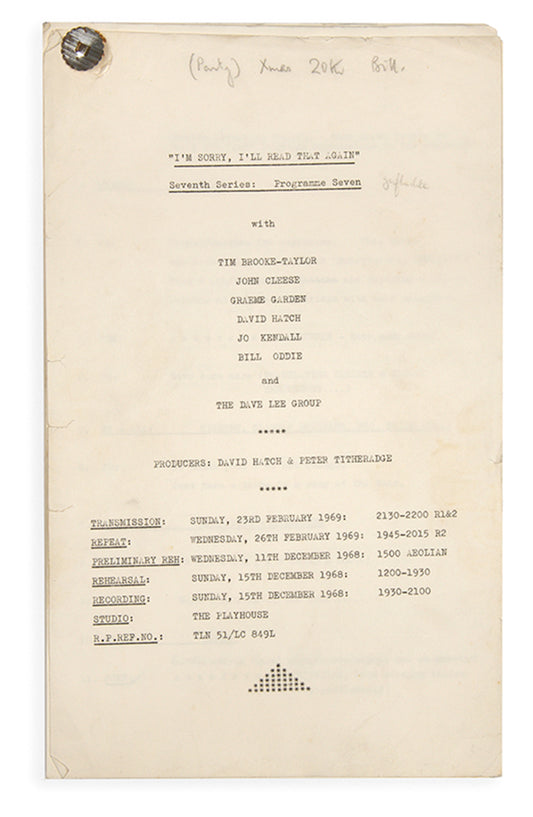 (Party) Xmas 20th Bill.
"I'M SORRY, I'LL READ THAT AGAIN"
Seventh Series: Programme Seven
with
TIM BROOKE-TAYLOR
JOHN CLEESE
GRAEME GARDEN
DAVID HATCH
JO KENDALL
BILL ODDIE
and
THE DAVE LEE GROUP
*****
PRODUCERS: DAVID HATCH & PETER TITHERADGE
*****
TRANSMISSION: SUNDAY, 23RD FEBRUARY 1969: 2130-2200 R1&2
REPEAT: WEDNESDAY, 26TH FEBRUARY 1969: 1945-2015 R2
PRELIMINARY REH: WEDNESDAY, 11TH DECEMBER 1968: 1500 AEOLIAN
REHEARSAL: SUNDAY, 15TH DECEMBER 1968: 1200-1930
RECORDING: SUNDAY, 15TH DECEMBER 1968: 1930-2100
STUDIO: THE PLAYHOUSE
R.P.REF.NO.: TLN 51/LC 849L